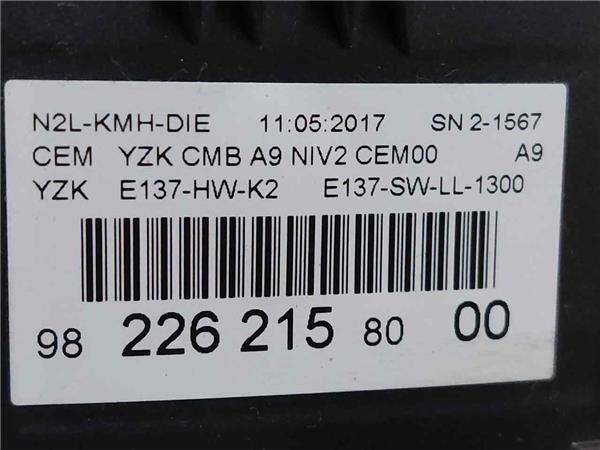 N2L-KMH-DIE 11:05:2017 SN 2-1567
CEM YZK CMB A9 NIV2 CEM00 A9
YZK E137-HW-K2 E137-SW-LL-1300
98 226 215 80 00